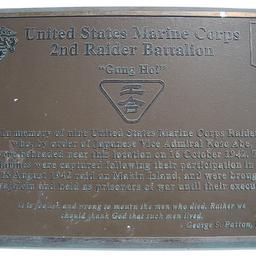 United States Marine Corps
2nd Raider Battalion
"Gung Ho!"
In memory of nine United States Marine Corps Raiders
who, by order of Japanese Vice Admiral Koso Abe
were beheaded near this location on 16 October 1942.
were captured following their participation in
August 1942 raid on Makin Island, and were brought
and held as prisoners of war until their
It is foolish and wrong to mourn the men who died. Rather we
should thank God that such men lived.
- George S. Patton,